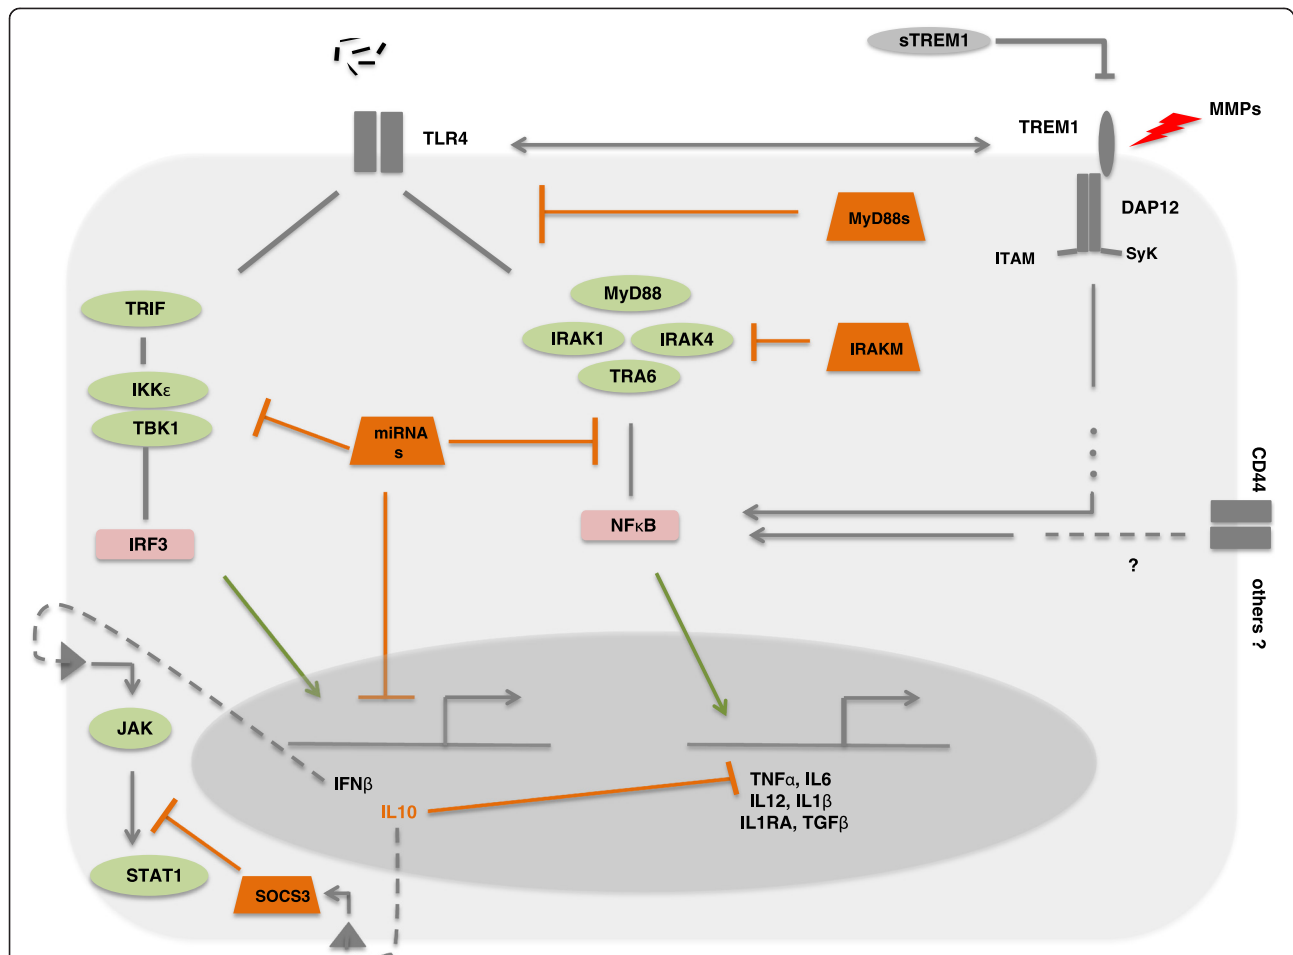 sTREM1
MMPs
TREM1
TLR4
MyD88s
DAP12
ITAM
SyK
MyD88
TRIF
IRAK1
IRAK4
IRAKM
TRA6
IKKε
TBK1
miRNA
s
CD44
NFκB
IRF3
?
others ?
JAK
IFNβ
TNFα, IL6
IL12, IL1β
IL1RA, TGFβ
IL10
STAT1
SOCS3